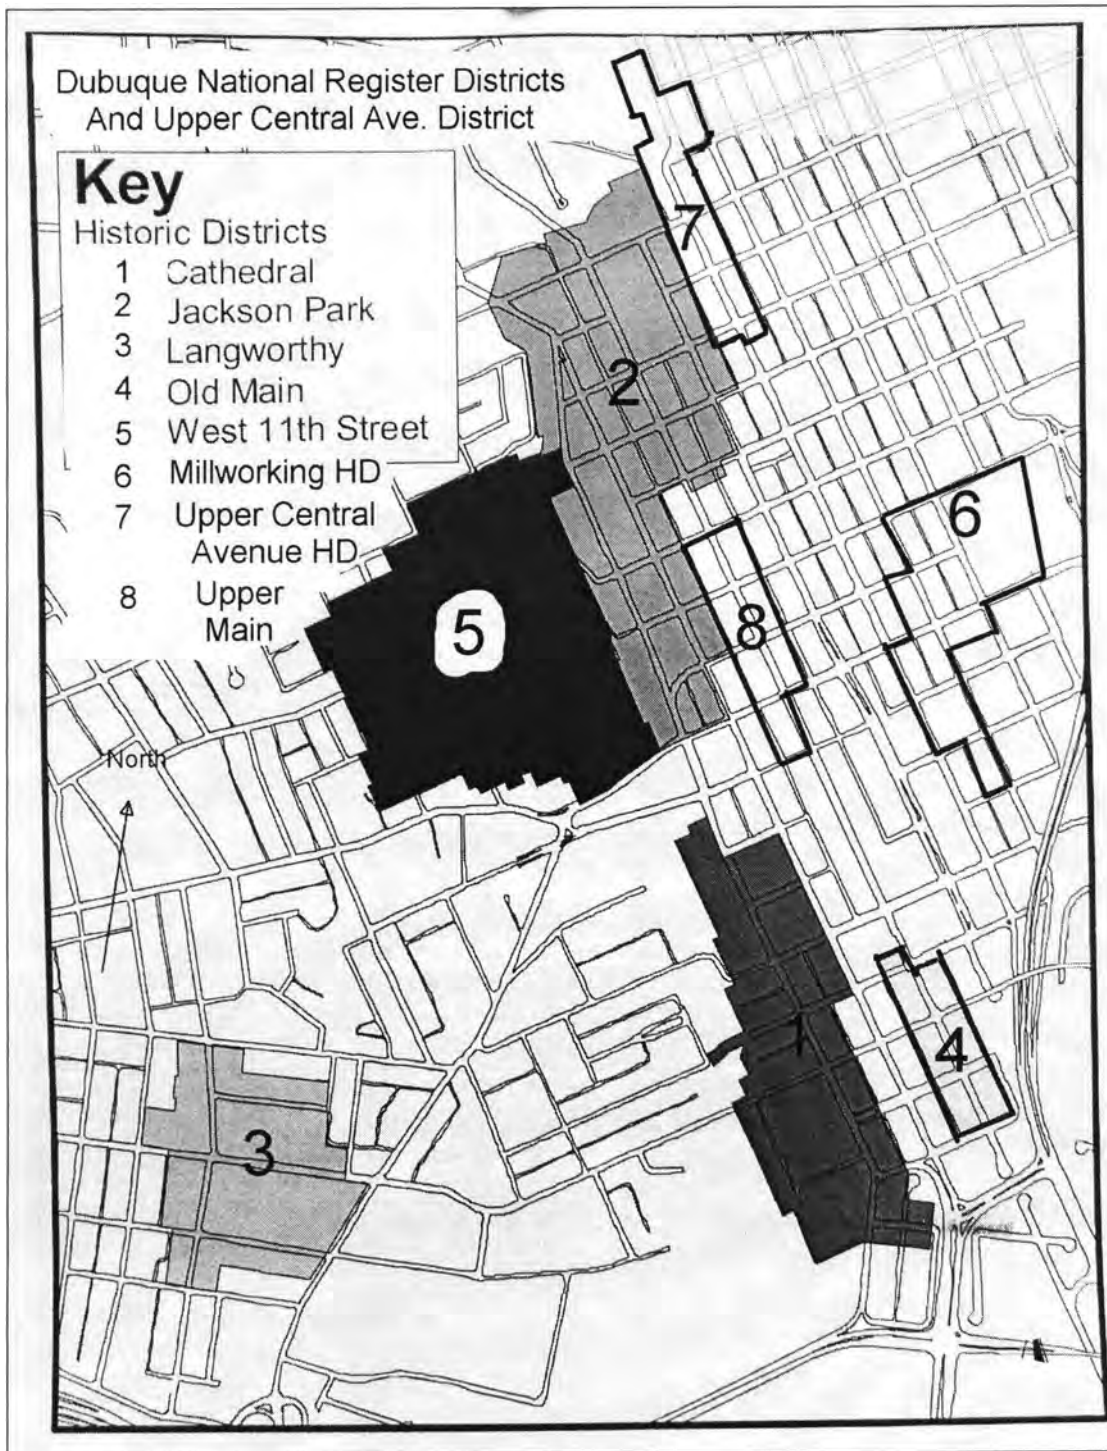 Dubuque National Register Districts
And Upper Central Ave. District
Key
Historic Districts
1 Cathedral
2 Jackson Park
3 Langworthy
4 Old Main
5 West 11th Street
6 Millworking HD
7 Upper Central
Avenue HD
8 Upper
Main
7
2
6
5
8
North
1
4
3